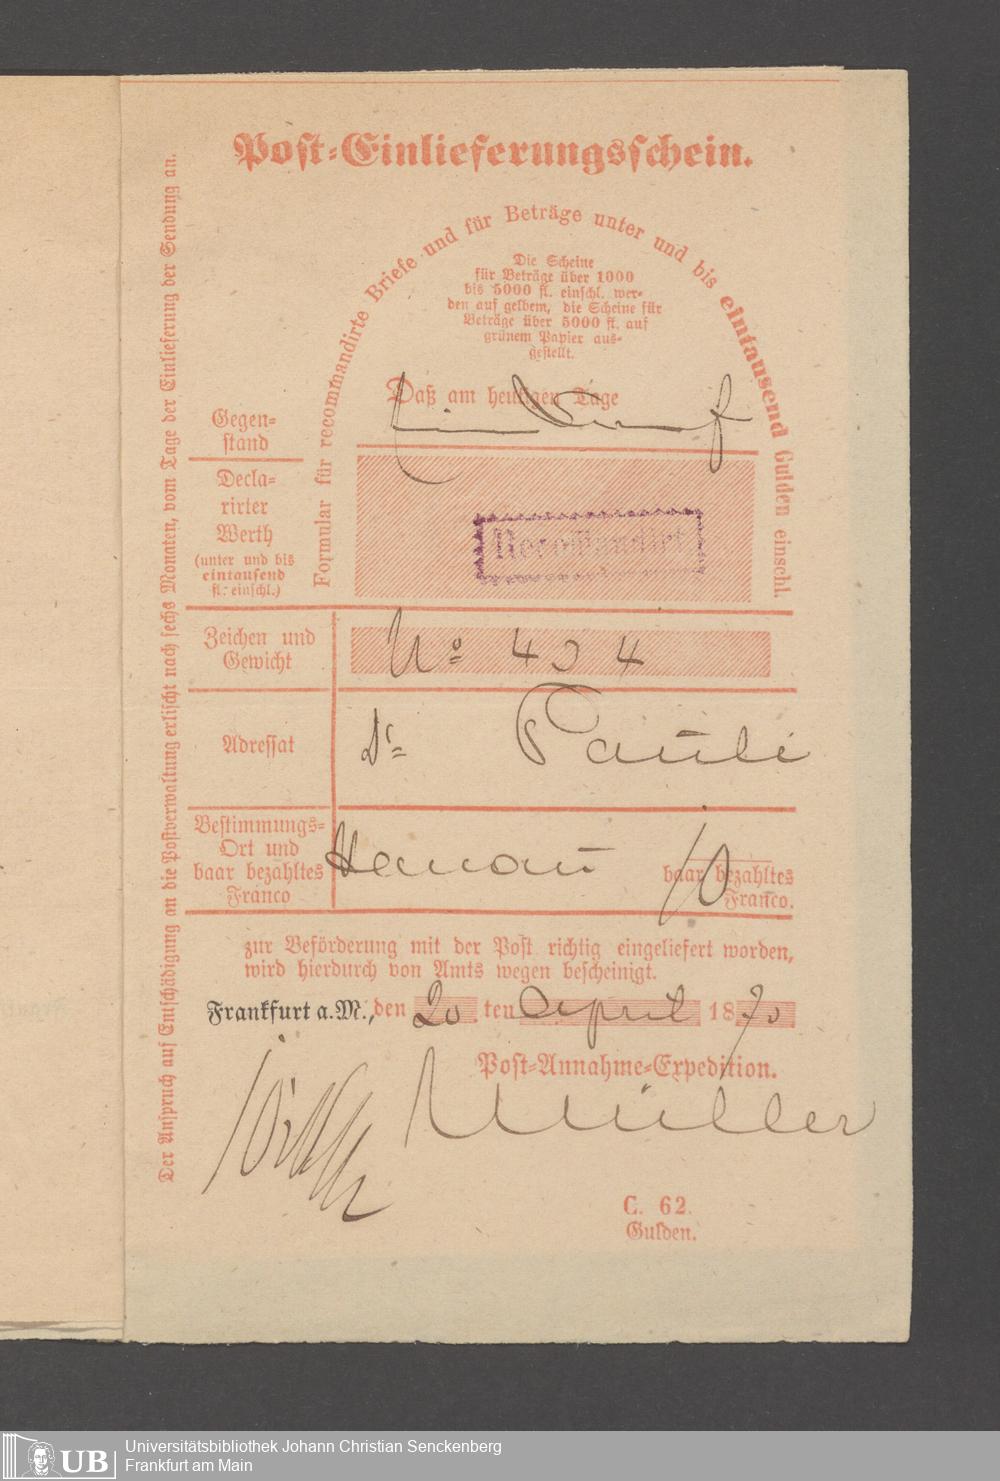 Post-Einlieferungsschein.
Formular für recommandirte Briefe und für Beträge unter und bis eintausend Gulden einschl.
Die Scheine
für Beträge über 1000
bis 5000 fl. einschl. wer-
den auf gelbem, die Scheine für
Beträge über 5000 fl. auf
grünem Papier aus-
gestellt.
Daß am heutigen Tage
Gegen-
stand
Ein
Decla-
rirter
Werth
(unter und bis
eintausend
fl. einschl.)
Recommandirt
Zeichen und
Gewicht
No 404
Adressat
Dr Pauli
Bestimmungs-
Ort und
baar bezahltes
Franco
Hanau
baar bezahltes
Franco.
zur Beförderung mit der Post richtig eingeliefert worden,
wird hierdurch von Amts wegen bescheinigt.
Frankfurt a. M., den 20 ten April 1870
Post-Annahme-Expedition.
Müller
C. 62.
Gulden.
Der Anspruch auf Entschädigung an die Postverwaltung erlischt nach sechs Monaten, vom Tage der Einlieferung der Sendung an.
UB
Universitätsbibliothek Johann Christian Senckenberg
Frankfurt am Main